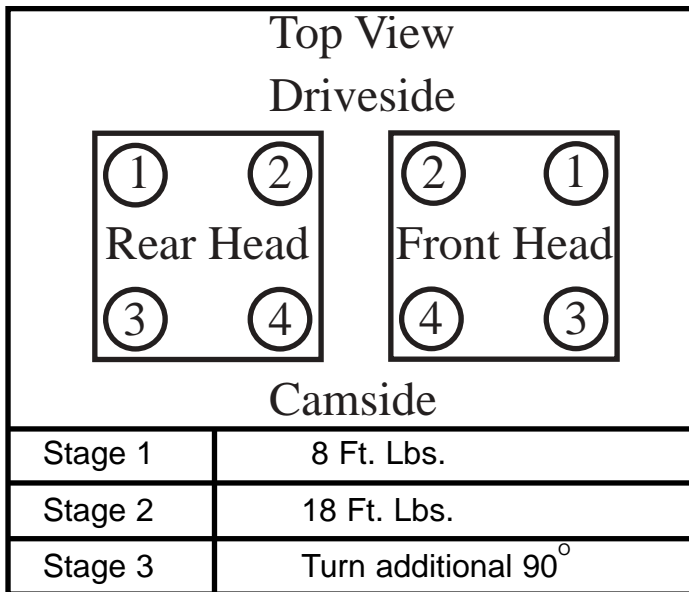 Top View
Driveside
1 2 2 1
Rear Head Front Head
3 4 4 3
Camside
Stage 1 8 Ft. Lbs.
Stage 2 18 Ft. Lbs.
Stage 3 Turn additional 90°